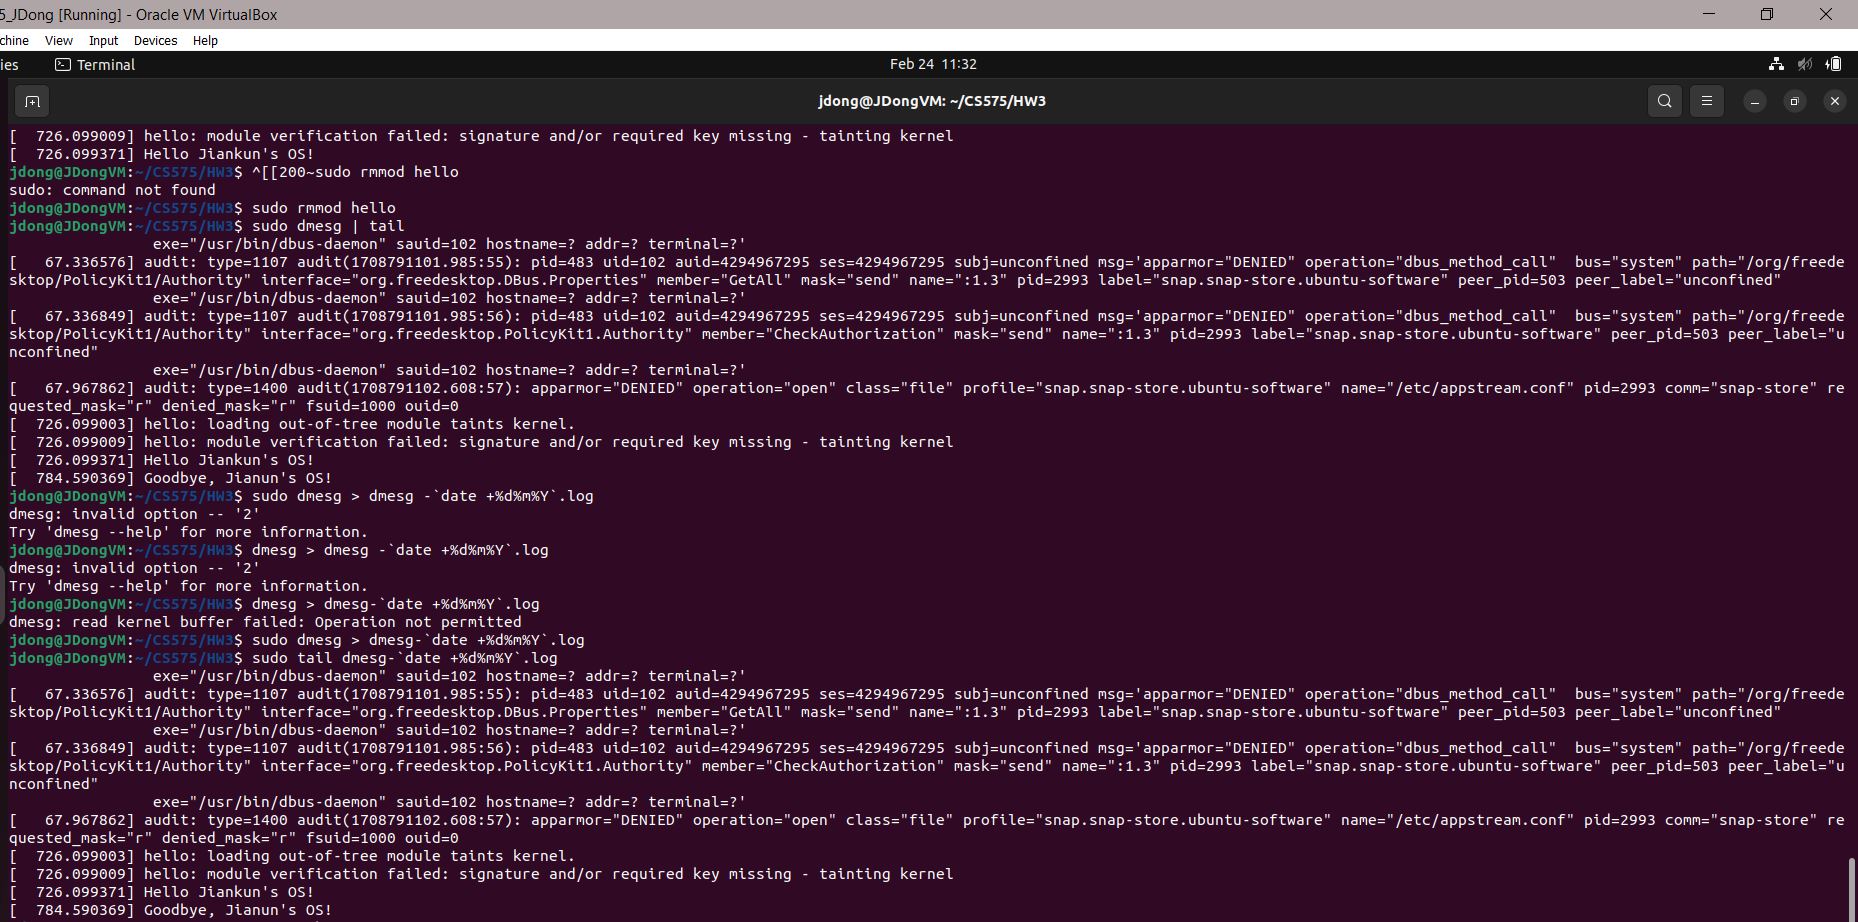 5_JDong [Running] - Oracle VM VirtualBox
chine View Input Devices Help
ies Terminal Feb 24 11:32
jdong@JDongVM: ~/CS575/HW3
[  726.099009] hello: module verification failed: signature and/or required key missing - tainting kernel
[  726.099371] Hello Jiankun's OS!
jdong@JDongVM:~/CS575/HW3$ ^[[200~sudo rmmod hello
sudo: command not found
jdong@JDongVM:~/CS575/HW3$ sudo rmmod hello
jdong@JDongVM:~/CS575/HW3$ sudo dmesg | tail
exe="/usr/bin/dbus-daemon" sauid=102 hostname=? addr=? terminal=?'
[   67.336576] audit: type=1107 audit(1708791101.985:55): pid=483 uid=102 auid=4294967295 ses=4294967295 subj=unconfined msg='apparmor="DENIED" operation="dbus_method_call"  bus="system" path="/org/freede
sktop/PolicyKit1/Authority" interface="org.freedesktop.DBus.Properties" member="GetAll" mask="send" name=":1.3" pid=2993 label="snap.snap-store.ubuntu-software" peer_pid=503 peer_label="unconfined"
exe="/usr/bin/dbus-daemon" sauid=102 hostname=? addr=? terminal=?'
[   67.336849] audit: type=1107 audit(1708791101.985:56): pid=483 uid=102 auid=4294967295 ses=4294967295 subj=unconfined msg='apparmor="DENIED" operation="dbus_method_call"  bus="system" path="/org/freede
sktop/PolicyKit1/Authority" interface="org.freedesktop.PolicyKit1.Authority" member="CheckAuthorization" mask="send" name=":1.3" pid=2993 label="snap.snap-store.ubuntu-software" peer_pid=503 peer_label="u
nconfined"
exe="/usr/bin/dbus-daemon" sauid=102 hostname=? addr=? terminal=?'
[   67.967862] audit: type=1400 audit(1708791102.608:57): apparmor="DENIED" operation="open" class="file" profile="snap.snap-store.ubuntu-software" name="/etc/appstream.conf" pid=2993 comm="snap-store" re
quested_mask="r" denied_mask="r" fsuid=1000 ouid=0
[  726.099003] hello: loading out-of-tree module taints kernel.
[  726.099009] hello: module verification failed: signature and/or required key missing - tainting kernel
[  726.099371] Hello Jiankun's OS!
[  784.590369] Goodbye, Jianun's OS!
jdong@JDongVM:~/CS575/HW3$ sudo dmesg > dmesg -`date +%d%m%Y`.log
dmesg: invalid option -- '2'
Try 'dmesg --help' for more information.
jdong@JDongVM:~/CS575/HW3$ dmesg > dmesg -`date +%d%m%Y`.log
dmesg: invalid option -- '2'
Try 'dmesg --help' for more information.
jdong@JDongVM:~/CS575/HW3$ dmesg > dmesg-`date +%d%m%Y`.log
dmesg: read kernel buffer failed: Operation not permitted
jdong@JDongVM:~/CS575/HW3$ sudo dmesg > dmesg-`date +%d%m%Y`.log
jdong@JDongVM:~/CS575/HW3$ sudo tail dmesg-`date +%d%m%Y`.log
exe="/usr/bin/dbus-daemon" sauid=102 hostname=? addr=? terminal=?'
[   67.336576] audit: type=1107 audit(1708791101.985:55): pid=483 uid=102 auid=4294967295 ses=4294967295 subj=unconfined msg='apparmor="DENIED" operation="dbus_method_call"  bus="system" path="/org/freede
sktop/PolicyKit1/Authority" interface="org.freedesktop.DBus.Properties" member="GetAll" mask="send" name=":1.3" pid=2993 label="snap.snap-store.ubuntu-software" peer_pid=503 peer_label="unconfined"
exe="/usr/bin/dbus-daemon" sauid=102 hostname=? addr=? terminal=?'
[   67.336849] audit: type=1107 audit(1708791101.985:56): pid=483 uid=102 auid=4294967295 ses=4294967295 subj=unconfined msg='apparmor="DENIED" operation="dbus_method_call"  bus="system" path="/org/freede
sktop/PolicyKit1/Authority" interface="org.freedesktop.PolicyKit1.Authority" member="CheckAuthorization" mask="send" name=":1.3" pid=2993 label="snap.snap-store.ubuntu-software" peer_pid=503 peer_label="u
nconfined"
exe="/usr/bin/dbus-daemon" sauid=102 hostname=? addr=? terminal=?'
[   67.967862] audit: type=1400 audit(1708791102.608:57): apparmor="DENIED" operation="open" class="file" profile="snap.snap-store.ubuntu-software" name="/etc/appstream.conf" pid=2993 comm="snap-store" re
quested_mask="r" denied_mask="r" fsuid=1000 ouid=0
[  726.099003] hello: loading out-of-tree module taints kernel.
[  726.099009] hello: module verification failed: signature and/or required key missing - tainting kernel
[  726.099371] Hello Jiankun's OS!
[  784.590369] Goodbye, Jianun's OS!